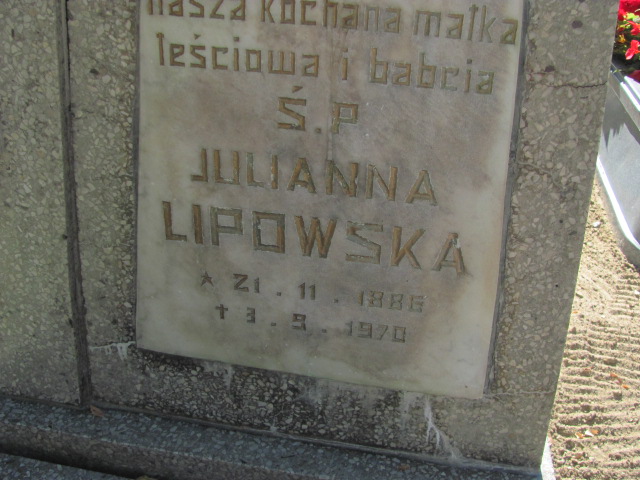 nasza kochana matka
teściowa i babcia
Ś.P
JULIANNA
LIPOWSKA
* 21.11.1886
† 3.9.1970